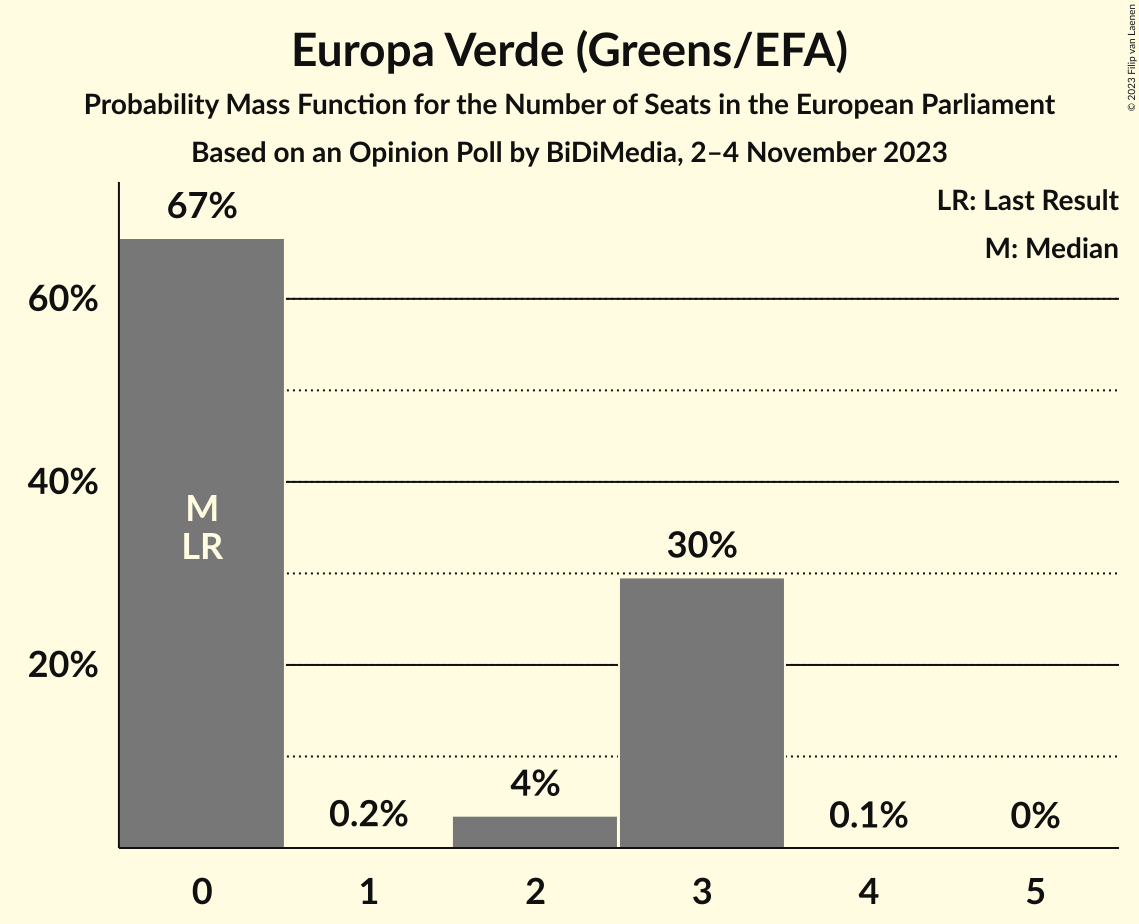 Europa Verde (Greens/EFA)
Probability Mass Function for the Number of Seats in the European Parliament
Based on an Opinion Poll by BiDiMedia, 2–4 November 2023
© 2023 Filip van Laenen
LR: Last Result
M: Median
67%
60%
40%
20%
M
LR
0.2%
4%
30%
0.1%
0%
0 1 2 3 4 5